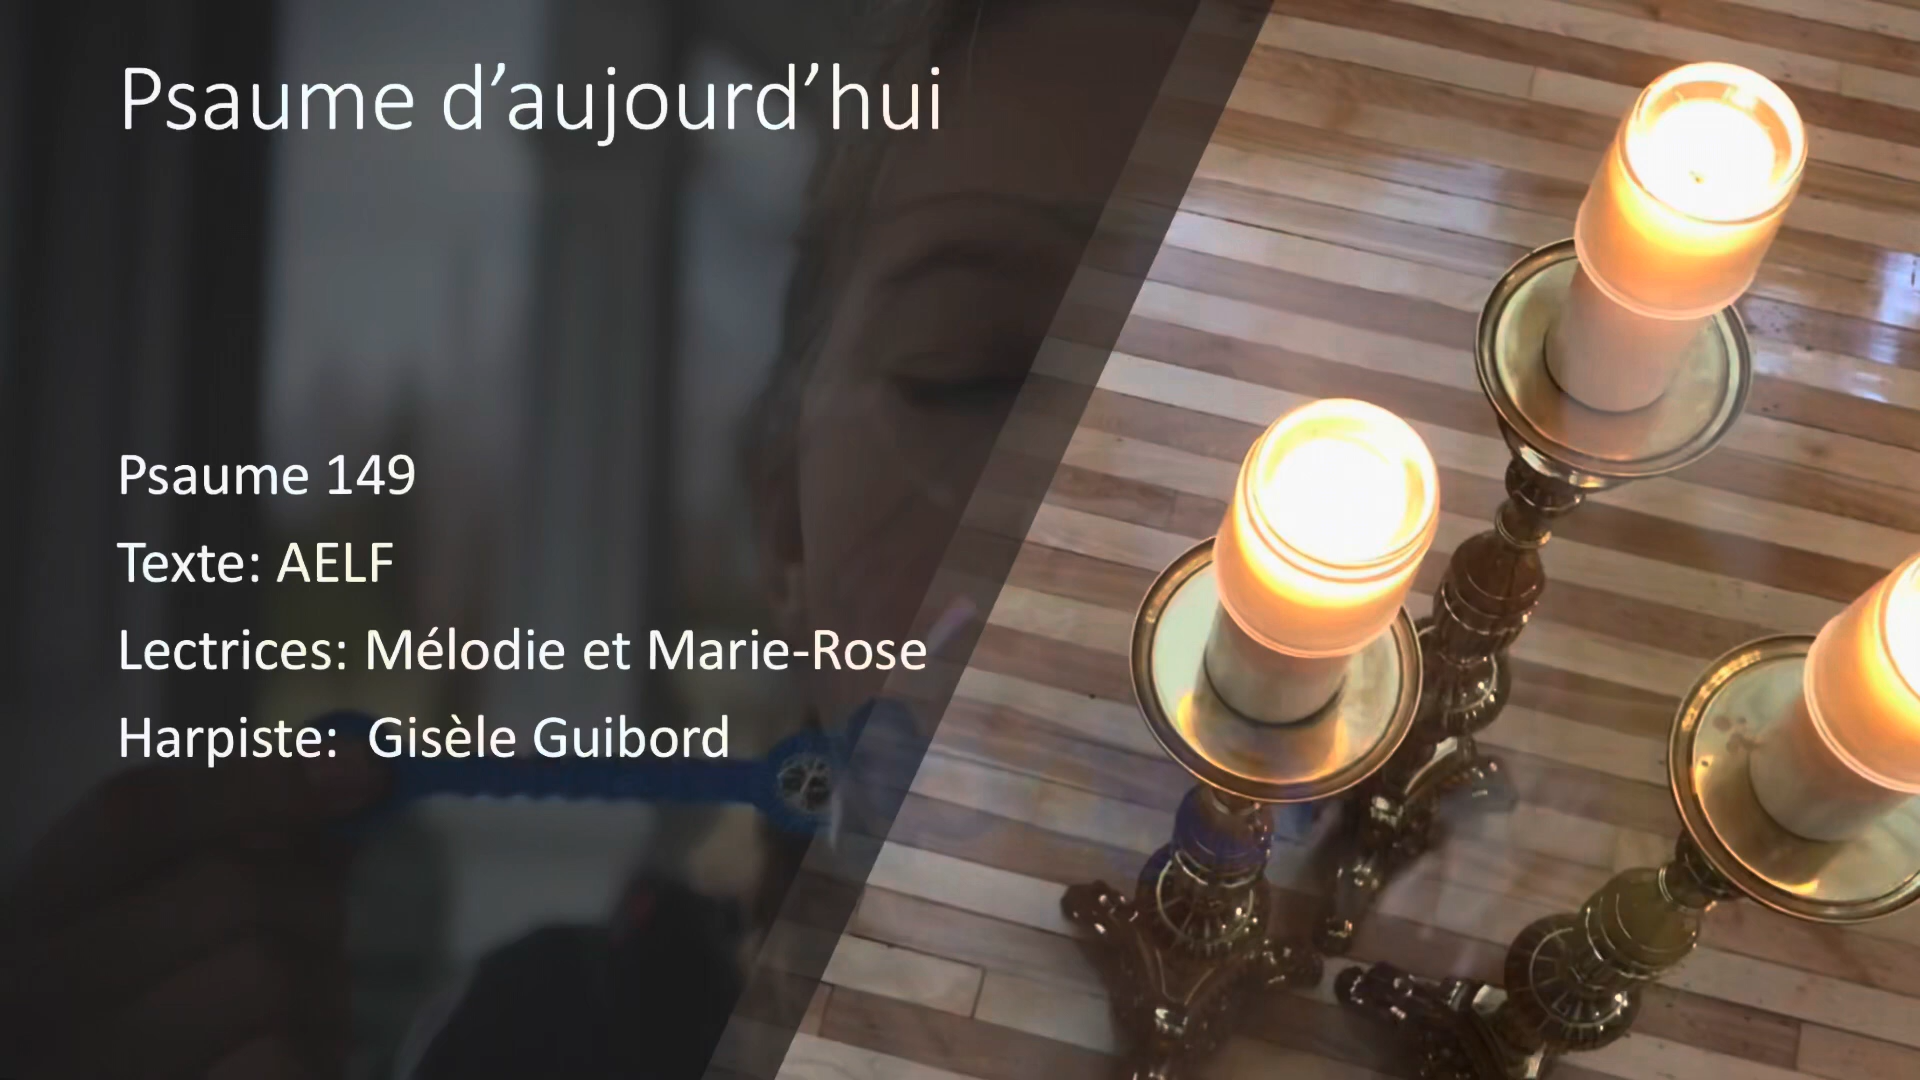 Psaume d’aujourd’hui
Psaume 149
Texte: AELF
Lectrices: Mélodie et Marie-Rose
Harpiste:  Gisèle Guibord